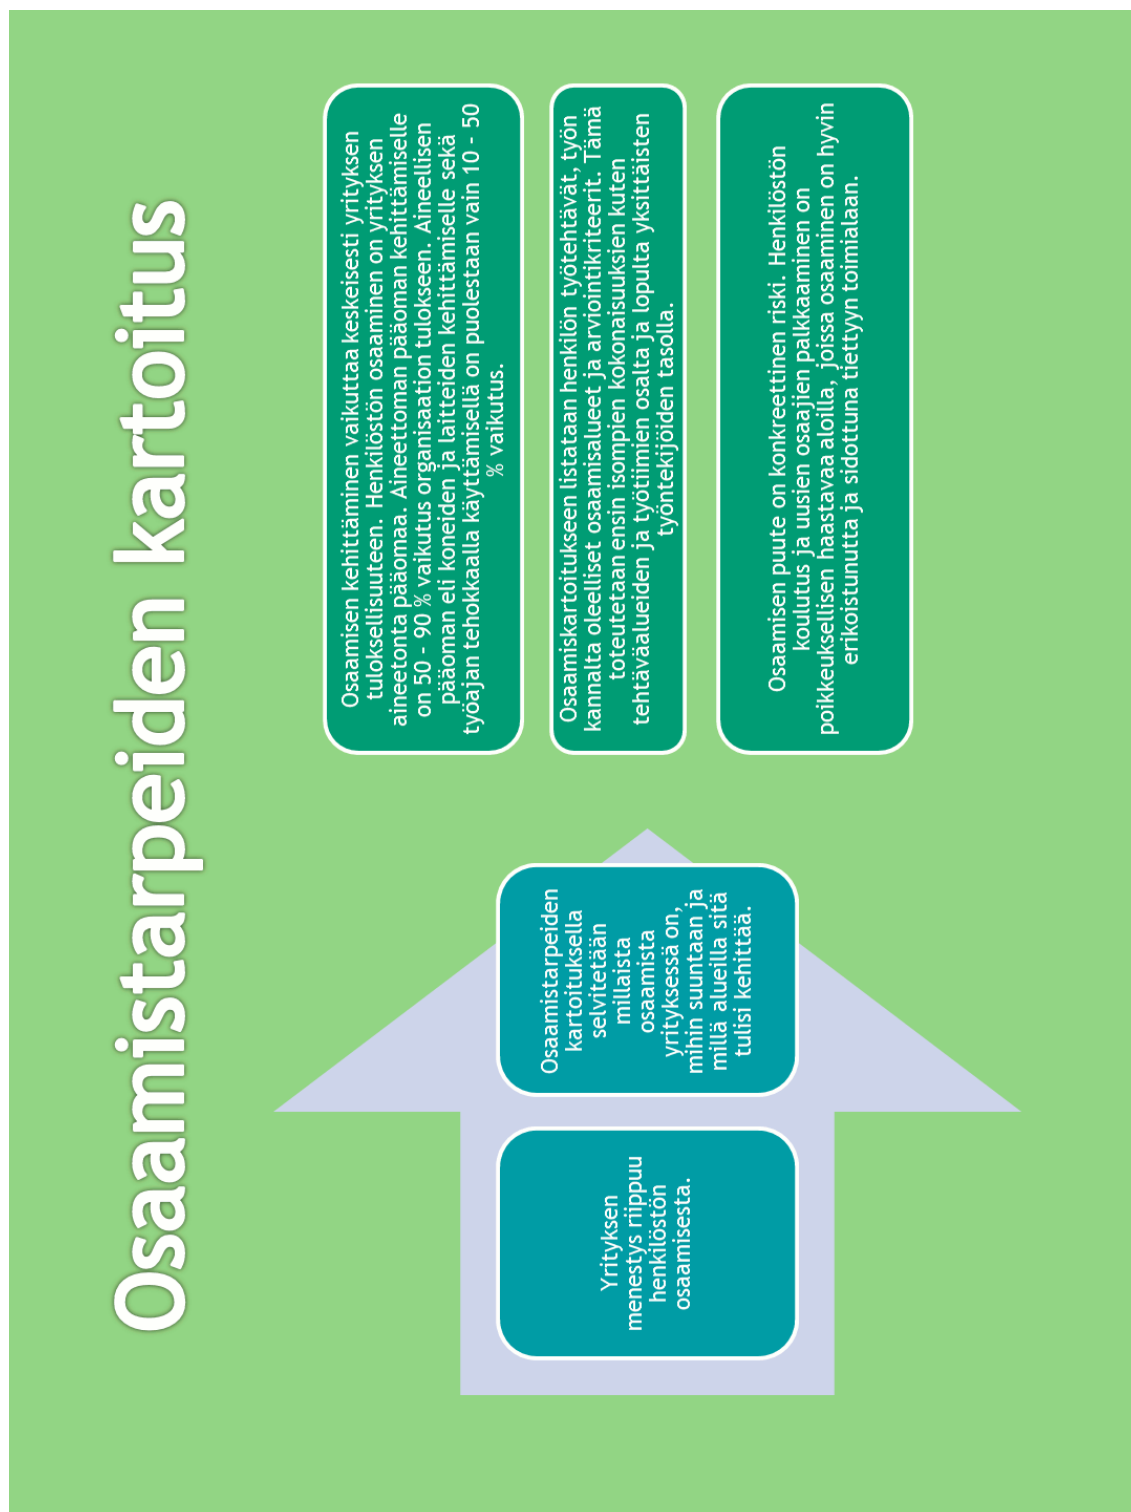 Osaamistarpeiden kartoitus
Yrityksen
menestys riippuu
henkilöstön
osaamisesta.
Osaamistarpeiden
kartoituksella
selvitetään
millaista
osaamista
yrityksessä on,
mihin suuntaan ja
millä alueilla sitä
tulisi kehittää.
Osaamisen kehittäminen vaikuttaa keskeisesti yrityksen
tuloksellisuuteen. Henkilöstön osaaminen on yrityksen
aineetonta pääomaa. Aineettoman pääoman kehittämiselle
on 50 - 90 % vaikutus organisaation tulokseen. Aineellisen
pääoman eli koneiden ja laitteiden kehittämiselle sekä
työajan tehokkaalla käyttämisellä on puolestaan vain 10 - 50
% vaikutus.
Osaamiskartoitukseen listataan henkilön työtehtävät, työn
kannalta oleelliset osaamisalueet ja arviointikriteerit. Tämä
toteutetaan ensin isompien kokonaisuuksien kuten
tehtäväalueiden ja työtiimien osalta ja lopulta yksittäisten
työntekijöiden tasolla.
Osaamisen puute on konkreettinen riski. Henkilöstön
koulutus ja uusien osaajien palkkaaminen on
poikkeuksellisen haastavaa aloilla, joissa osaaminen on hyvin
erikoistunutta ja sidottuna tiettyyn toimialaan.